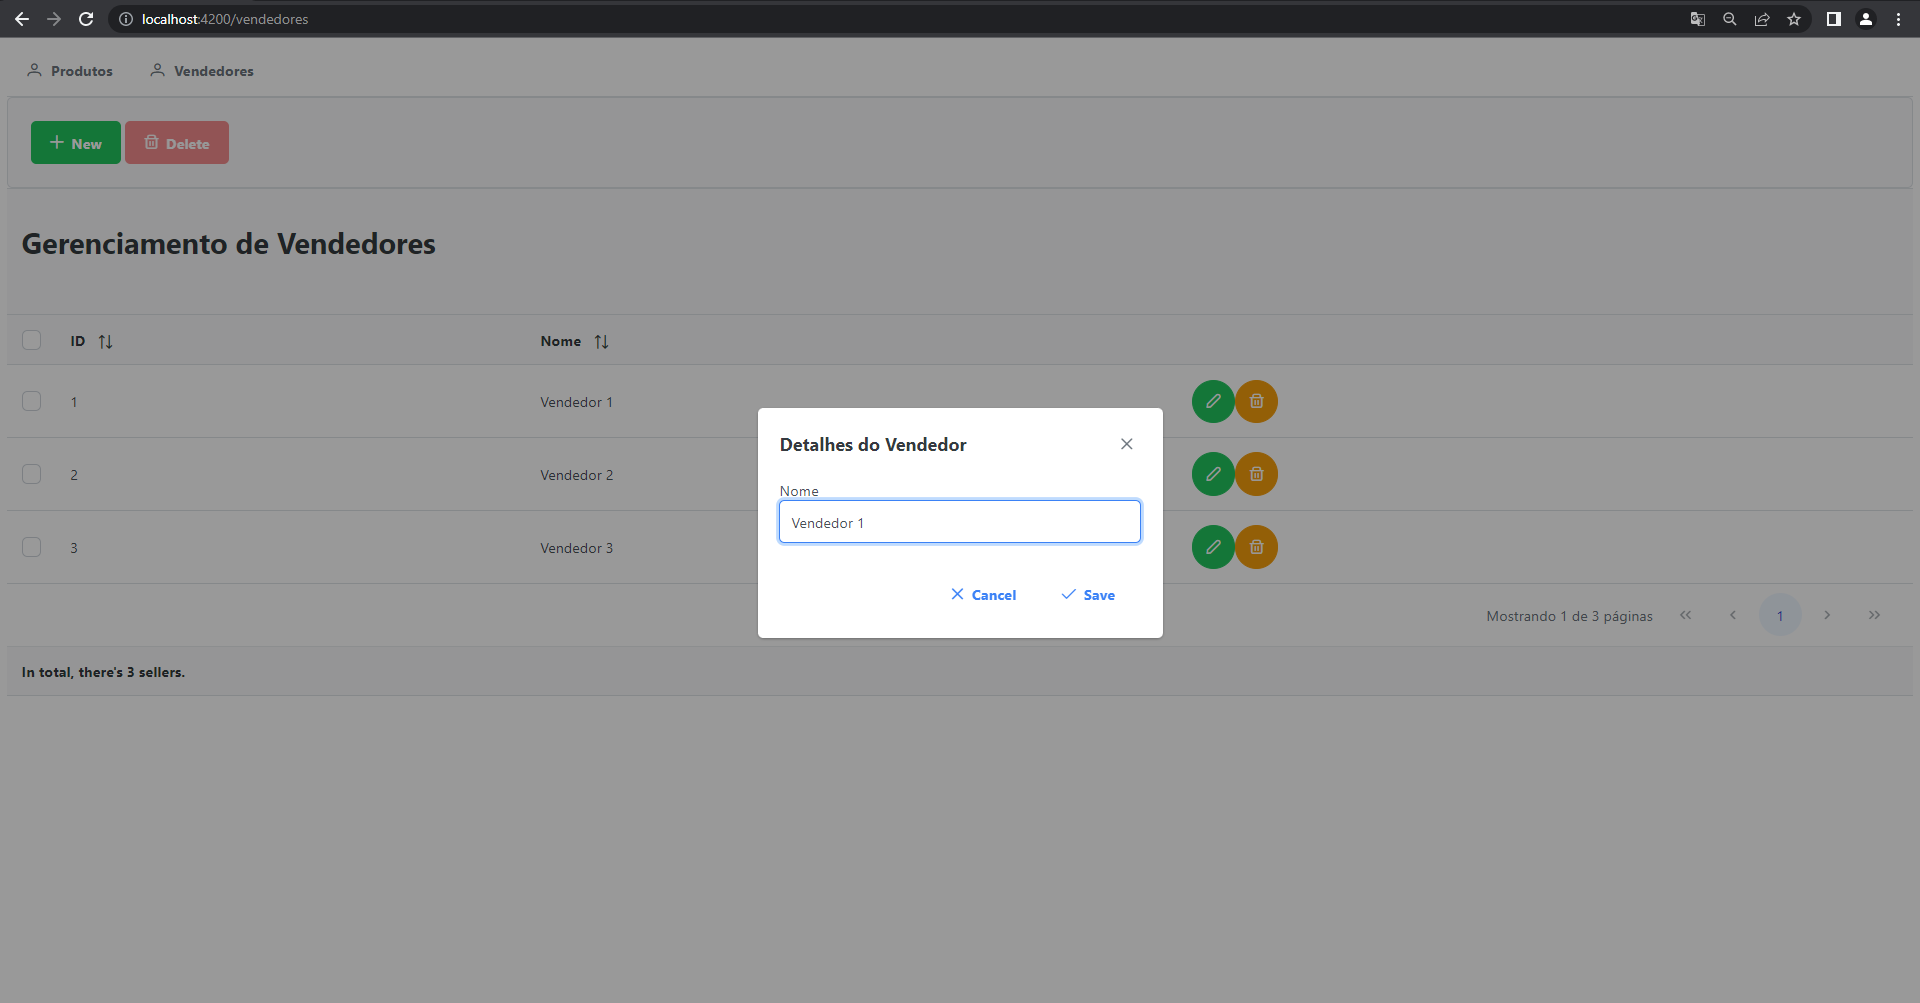 localhost:4200/vendedores
Produtos Vendedores
New Delete
Gerenciamento de Vendedores
ID Nome
1 Vendedor 1
2 Vendedor 2
3 Vendedor 3
Detalhes do Vendedor
Nome
Vendedor 1
Cancel Save
Mostrando 1 de 3 páginas 1
In total, there's 3 sellers.